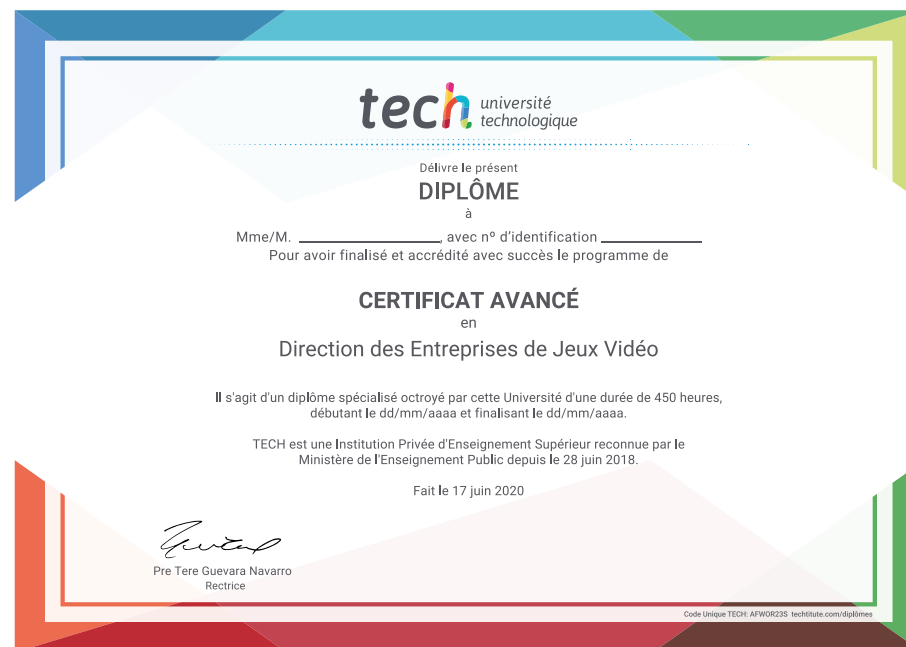 tech université
technologique
Délivre le présent
DIPLÔME
à
Mme/M. ____________________, avec nº d'identification ______________
Pour avoir finalisé et accrédité avec succès le programme de
CERTIFICAT AVANCÉ
en
Direction des Entreprises de Jeux Vidéo
Il s'agit d'un diplôme spécialisé octroyé par cette Université d'une durée de 450 heures,
débutant le dd/mm/aaaa et finalisant le dd/mm/aaaa.
TECH est une Institution Privée d'Enseignement Supérieur reconnue par le
Ministère de l'Enseignement Public depuis le 28 juin 2018.
Fait le 17 juin 2020
Pre Tere Guevara Navarro
Rectrice
Code Unique TECH: AFWOR23S techtitute.com/diplômes